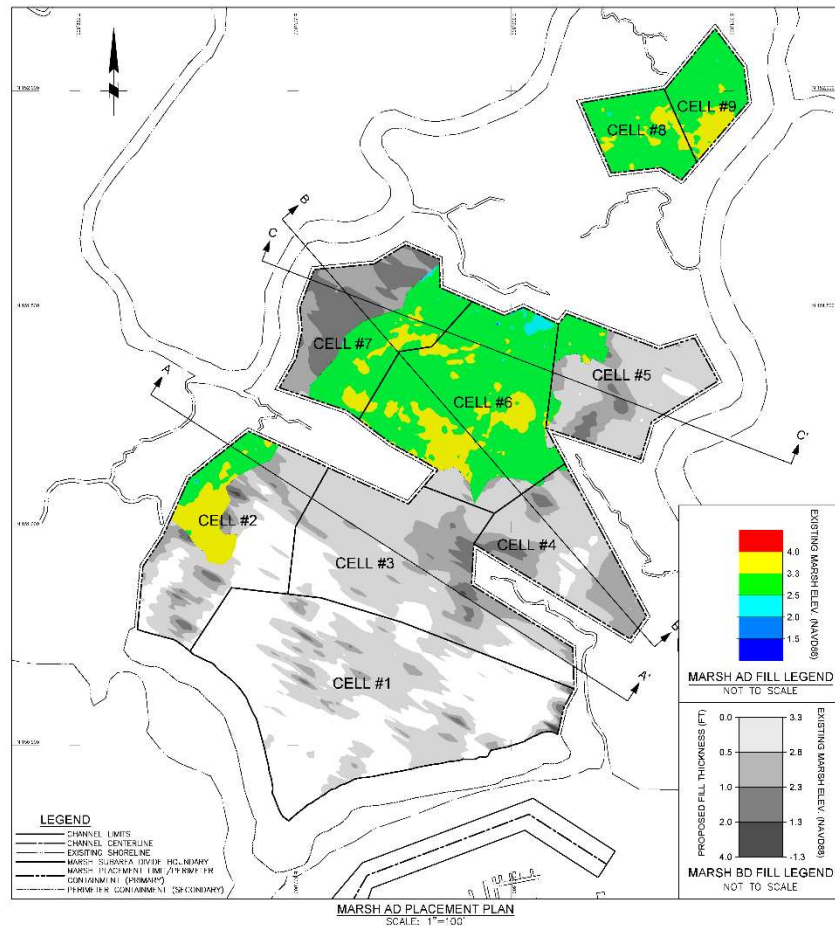 CELL #9
CELL #8
B
C
CELL #7
CELL #5
A
CELL #6
C'
CELL #2
CELL #4
CELL #3
B
A'
CELL #1
4.0
3.3
2.5
2.0
1.5
EXISTING MARSH ELEV. (NAVD88)
MARSH AD FILL LEGEND
NOT TO SCALE
PROPOSED FILL THICKNESS (FT)
0.0 3.3
0.5 2.8
1.0 2.3
2.0 1.3
4.0 -1.3
EXISTING MARSH ELEV. (NAVD88)
MARSH BD FILL LEGEND
NOT TO SCALE
LEGEND
CHANNEL LIMITS
CHANNEL CENTERLINE
EXISITING SHORELINE
MARSH SUBAREA DIVIDE BOUNDARY
MARSH PLACEMENT LIMIT/PERIMETER
CONTAINMENT (PRIMARY)
PERIMETER CONTAINMENT (SECONDARY)
MARSH AD PLACEMENT PLAN
SCALE: 1"=100'